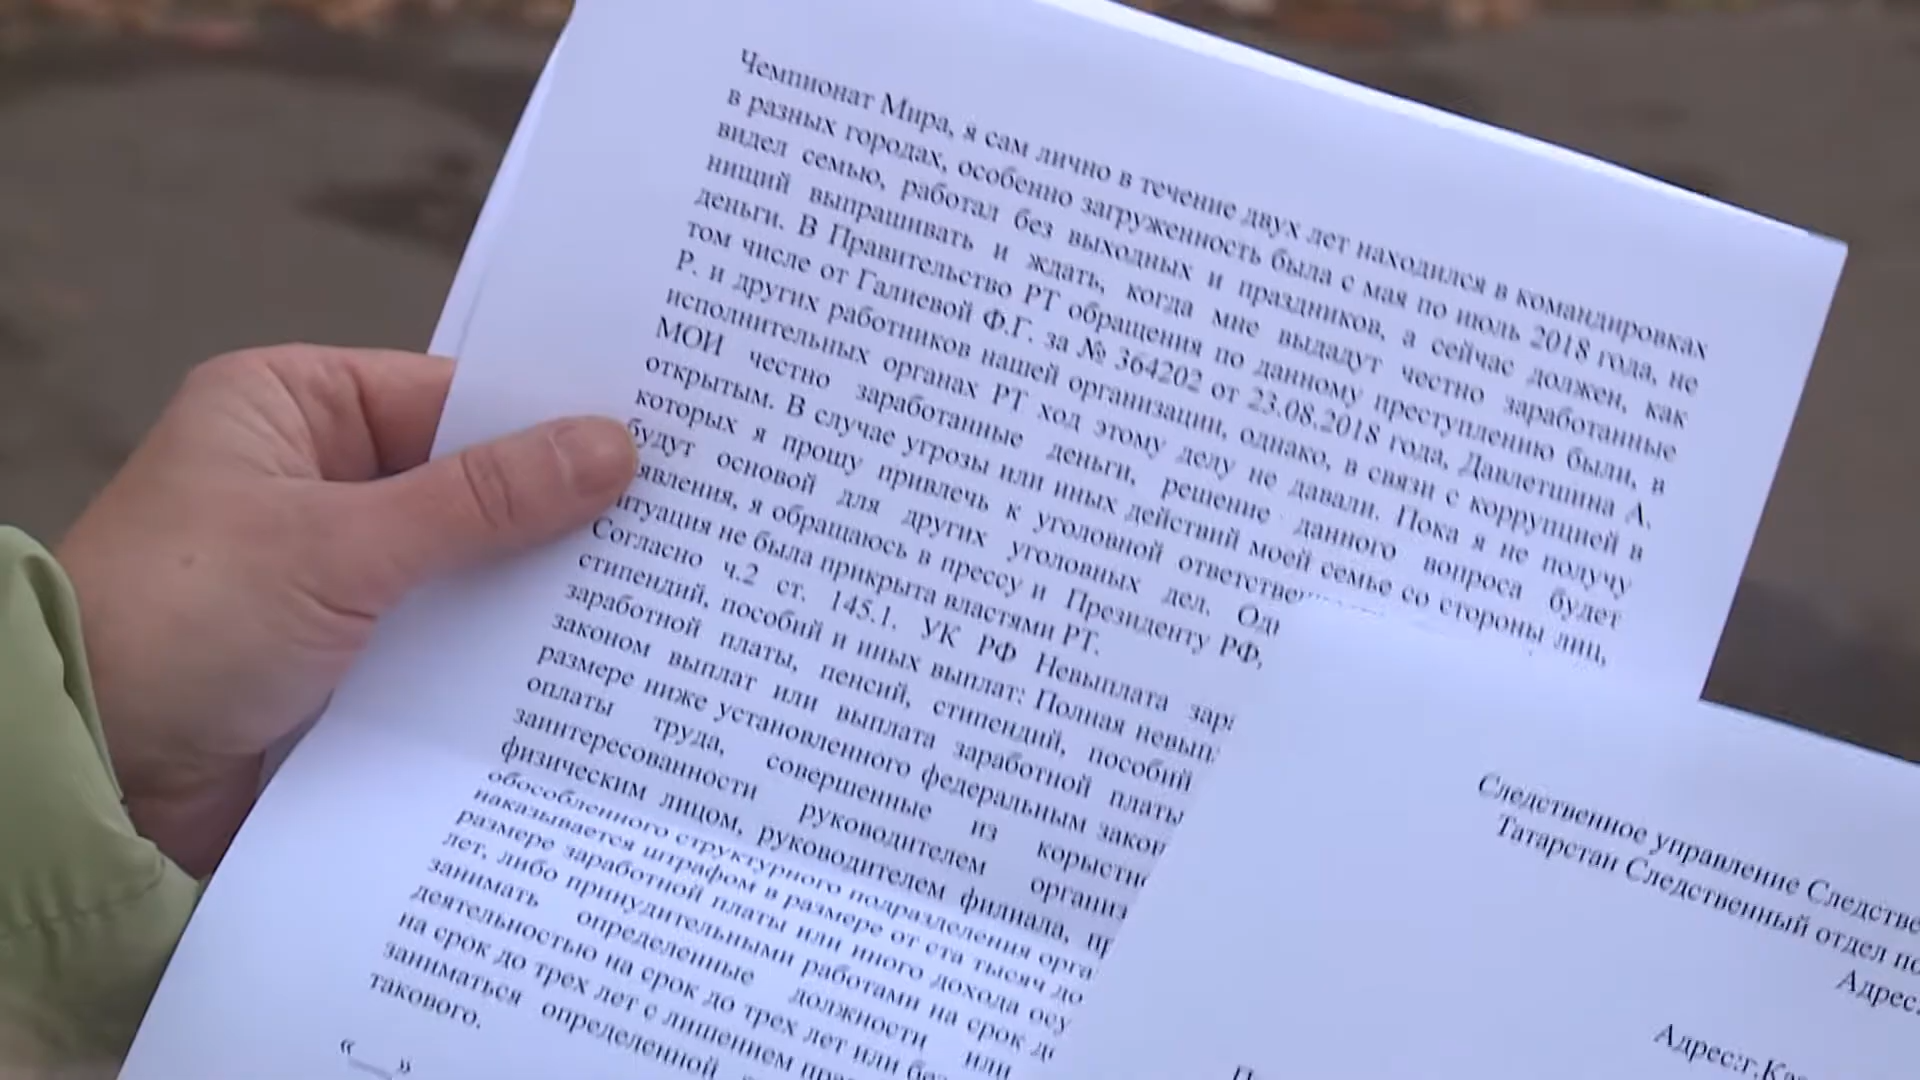 Чемпионат Мира, я сам лично в течение двух лет находился в командировках
в разных городах, особенно загруженность была с мая по июль 2018 года, не
видел семью, работал без выходных и праздников, а сейчас должен, как
нищий выпрашивать и ждать, когда мне выдадут честно заработанные
деньги. В Правительство РТ обращения по данному преступлению были, в
том числе от Галиевой Ф.Г. за № 364202 от 23.08.2018 года, Давлетшина А.
Р. и других работников нашей организации, однако, в связи с коррупцией в
исполнительных органах РТ ход этому делу не давали. Пока я не получу
МОИ честно заработанные деньги, решение данного вопроса будет
открытым. В случае угрозы или иных действий моей семье со стороны лиц,
которых я прошу привлечь к уголовной
будут основой для других уголовных дел.
я обращаюсь в прессу и Президенту РФ,
не была прикрыта властями РТ.
Согласно ч.2 ст. 145.1. УК РФ Невыплата
стипендий, пособий и иных выплат: Полная
заработной платы, пенсий, стипендий, пособий
законом выплат или выплата заработной платы
размере ниже установленного федеральным
оплаты труда, совершенные из
заинтересованности руководителем
физическим лицом, руководителем филиала,
обособленного структурного подразделения
наказывается штрафом в размере от ста тысяч до
размере заработной платы или иного дохода
лет, либо принудительными работами на срок
занимать определенные должности или
деятельностью на срок до трех лет или
на срок до трех лет с лишением
заниматься определенной
такового.
«___»
Следственное управление
Татарстан Следственный отдел
Адрес:
Адрес:г.